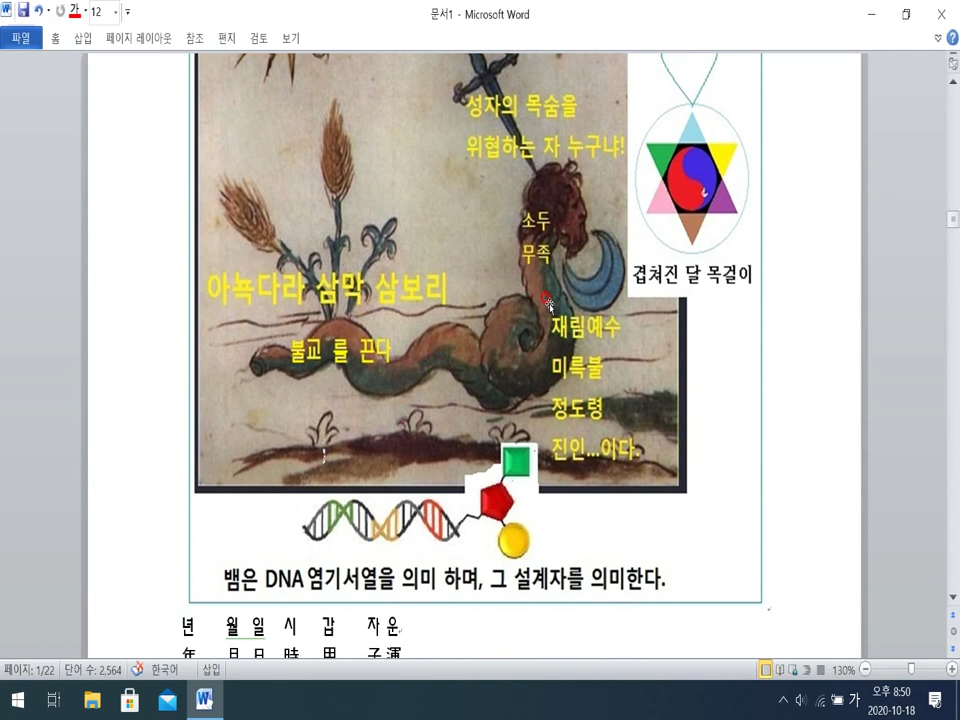 문서1 - Microsoft Word
가 12
파일 홈 삽입 페이지 레이아웃 참조 편지 검토 보기
성자의 목숨을
위협하는 자 누구냐!
소두
무족
겹쳐진 달 목걸이
아뇩다라 삼막 삼보리
재림예수
불교 를 끈다
미륵불
정도령
진인...이다.
뱀은 DNA염기서열을 의미 하며, 그 설계자를 의미한다.
년 월 일 시 갑 자 운
年 月 日 時 甲 子 運
페이지: 1/22 단어 수: 2,564 한국어 삽입 130%
가 오후 8:50
2020-10-18